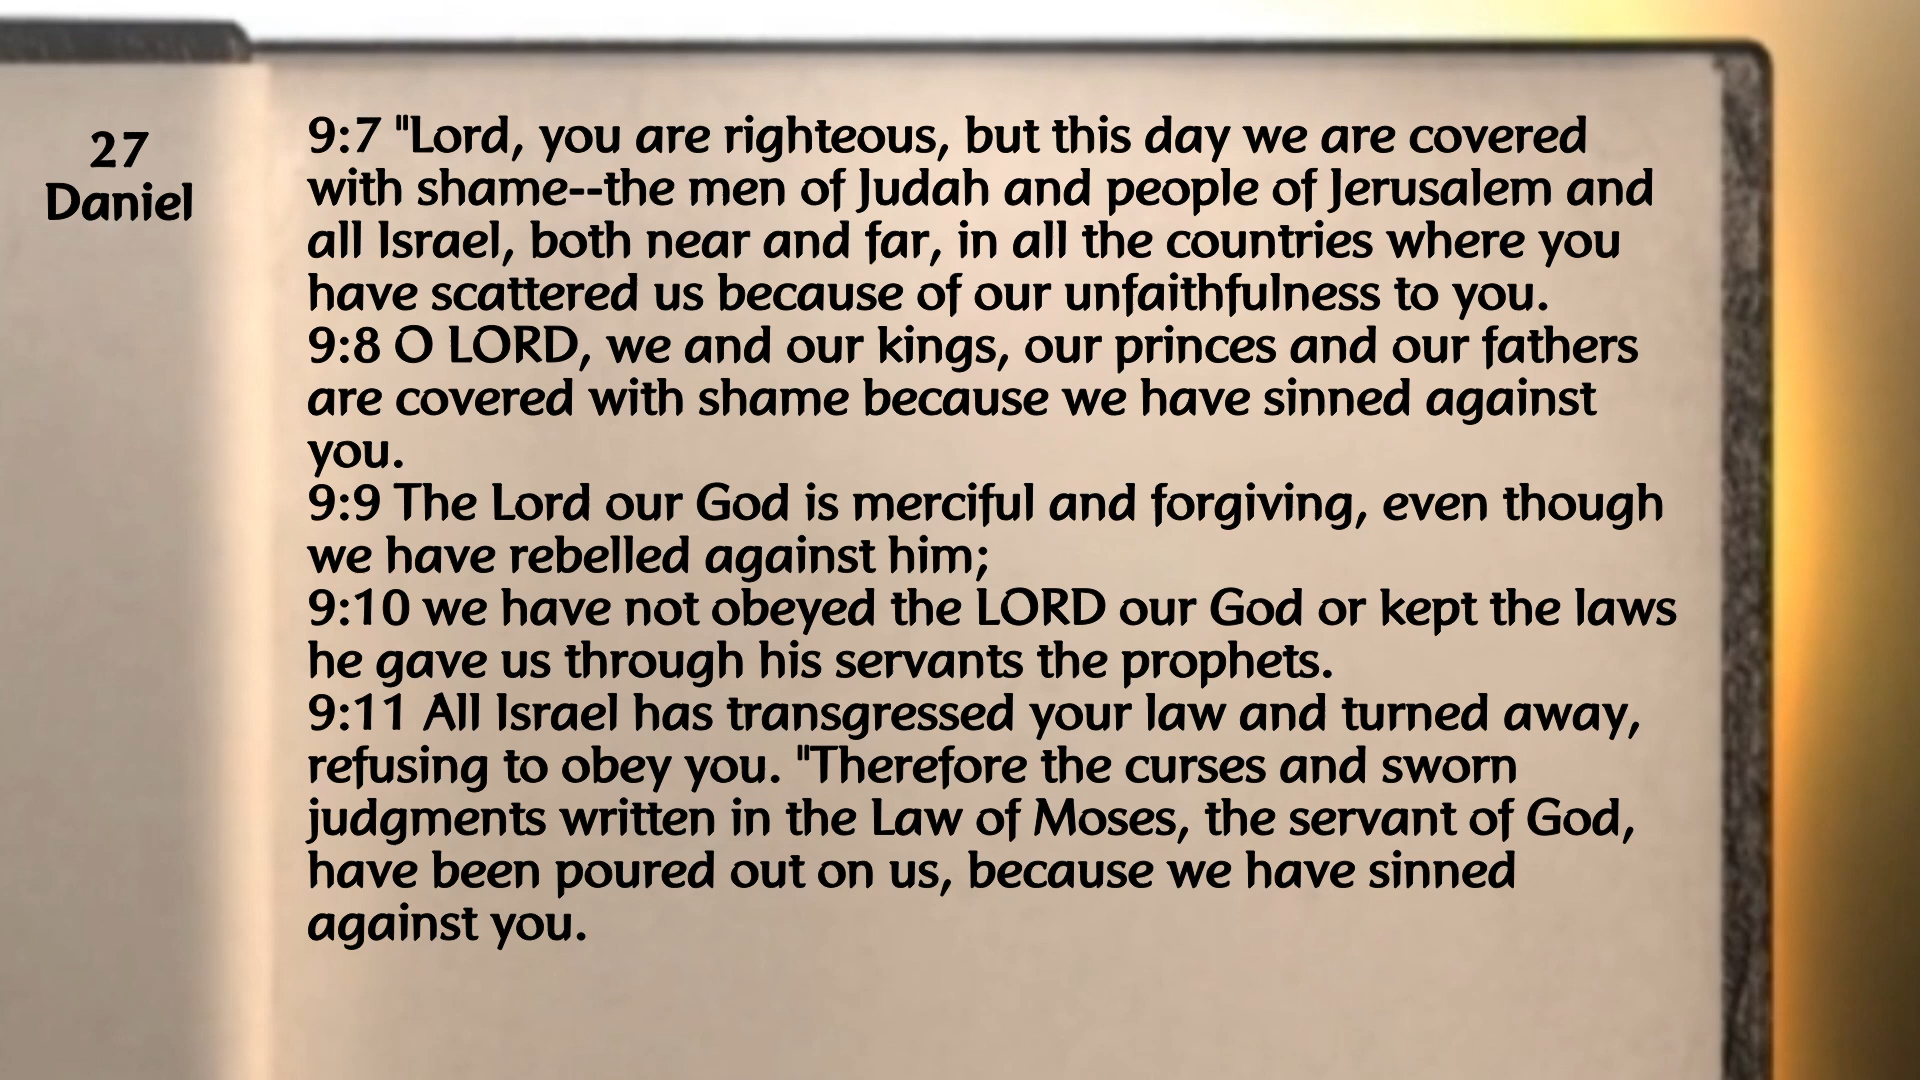 27
Daniel
9:7 "Lord, you are righteous, but this day we are covered
with shame--the men of Judah and people of Jerusalem and
all Israel, both near and far, in all the countries where you
have scattered us because of our unfaithfulness to you.
9:8 O LORD, we and our kings, our princes and our fathers
are covered with shame because we have sinned against
you.
9:9 The Lord our God is merciful and forgiving, even though
we have rebelled against him;
9:10 we have not obeyed the LORD our God or kept the laws
he gave us through his servants the prophets.
9:11 All Israel has transgressed your law and turned away,
refusing to obey you. "Therefore the curses and sworn
judgments written in the Law of Moses, the servant of God,
have been poured out on us, because we have sinned
against you.